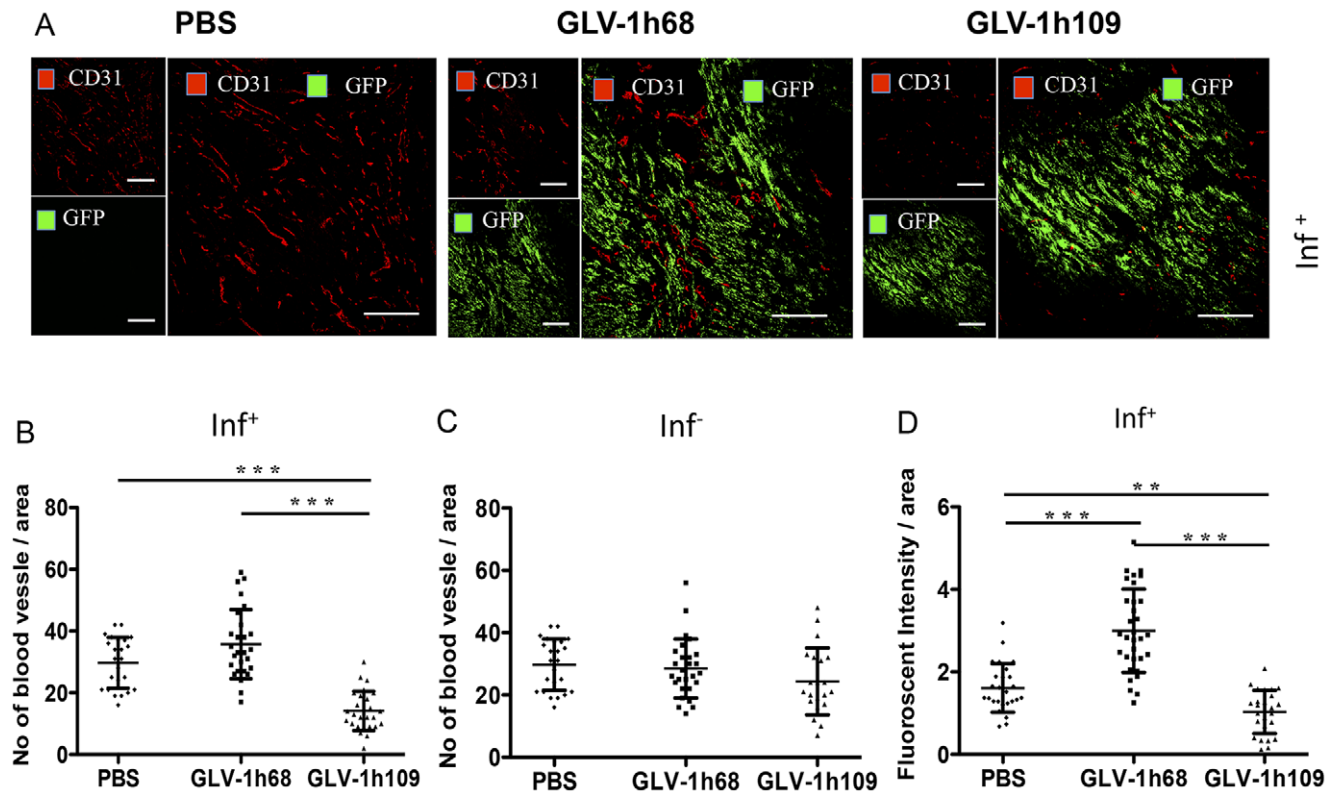 A
PBS
GLV-1h68
GLV-1h109
CD31
GFP
CD31
GFP
CD31
GFP
CD31
GFP
CD31
GFP
CD31
GFP
Inf +
B
Inf+
No of blood vessle / area
80
60
40
20
0
* * *
* * *
PBS
GLV-1h68
GLV-1h109
C
Inf-
No of blood vessle / area
80
60
40
20
0
PBS
GLV-1h68
GLV-1h109
D
Inf+
Fluoroscent Intensity / area
6
4
2
0
* *
* * *
* * *
PBS
GLV-1h68
GLV-1h109